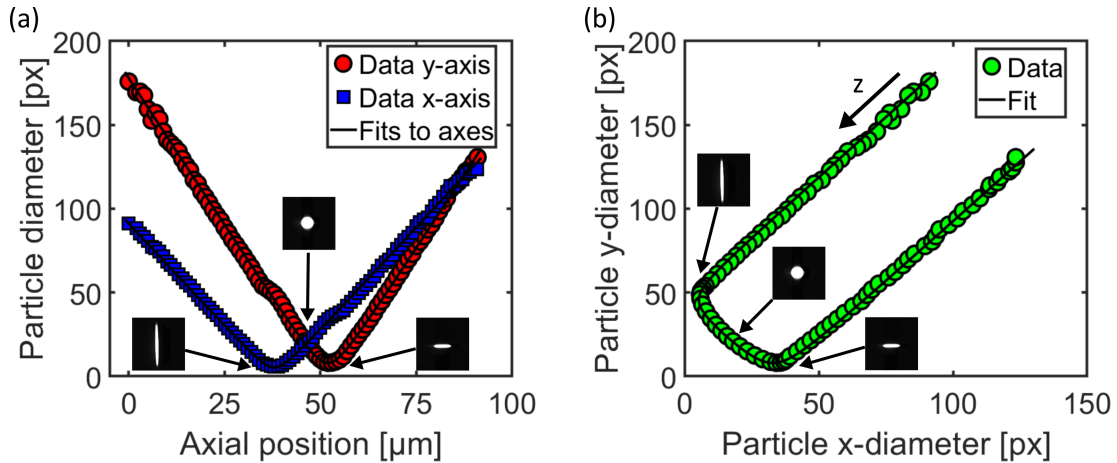 (a)
200
150
100
50
0
Particle diameter [px]
Data y-axis
Data x-axis
Fits to axes
0
25
50
75
100
Axial position [µm]
(b)
200
150
100
50
0
Particle y-diameter [px]
z
Data
Fit
0
50
100
150
Particle x-diameter [px]